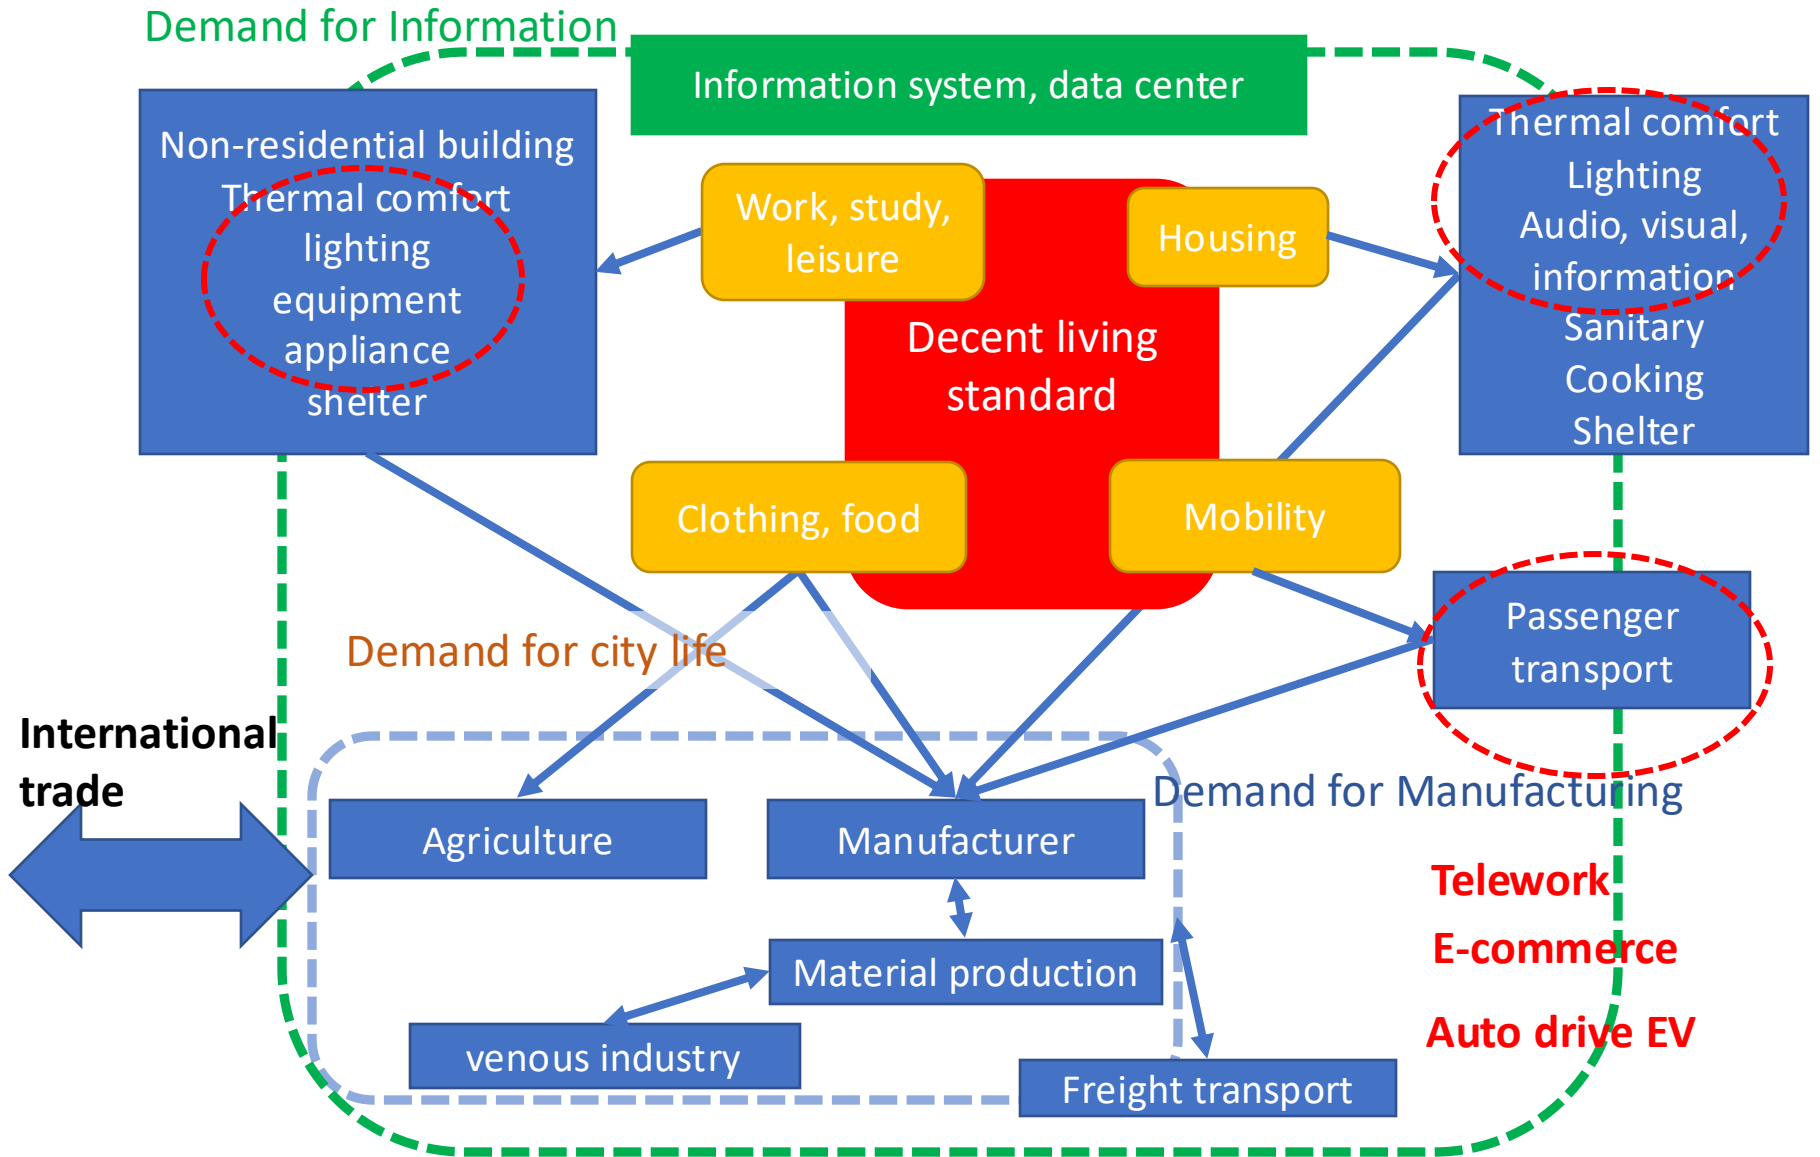 Demand for Information
Information system, data center
Non-residential building
Thermal comfort
lighting
equipment
appliance
shelter
Work, study,
leisure
Housing
Thermal comfort
Lighting
Audio, visual,
information
Sanitary
Cooking
Shelter
Decent living
standard
Clothing, food
Mobility
Passenger
transport
Demand for city life
International
trade
Demand for Manufacturing
Agriculture
Manufacturer
Telework
E-commerce
Auto drive EV
Material production
venous industry
Freight transport